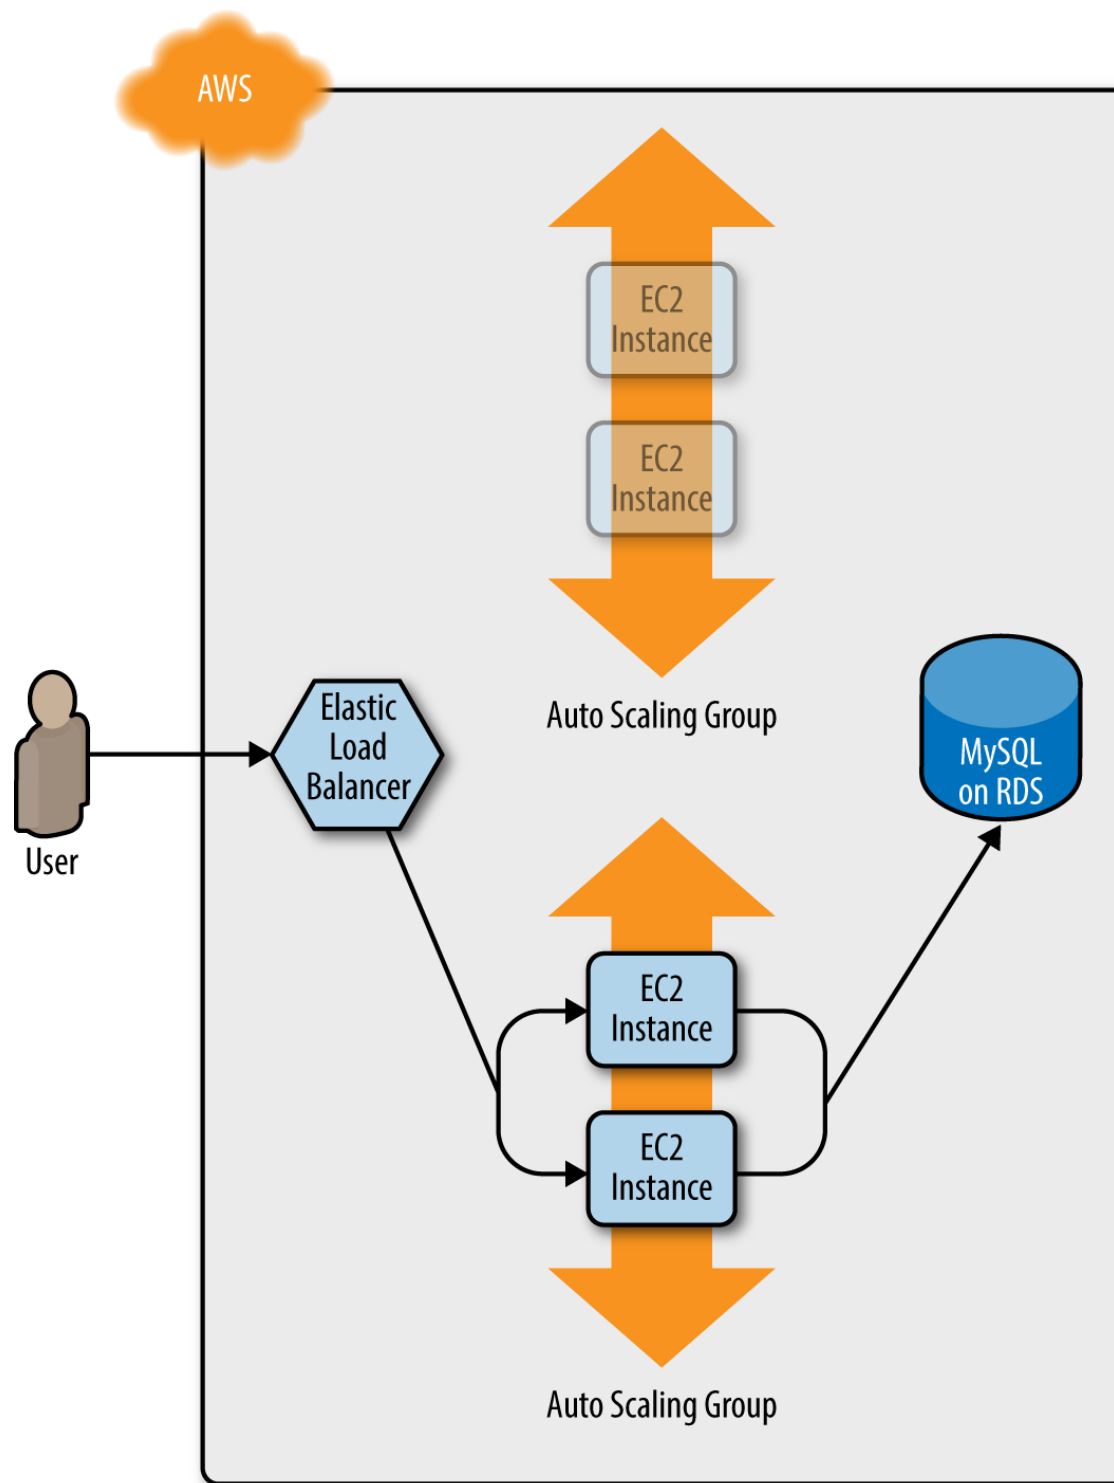 AWS
EC2
Instance
EC2
Instance
Auto Scaling Group
User
Elastic
Load
Balancer
MySQL
on RDS
EC2
Instance
EC2
Instance
Auto Scaling Group